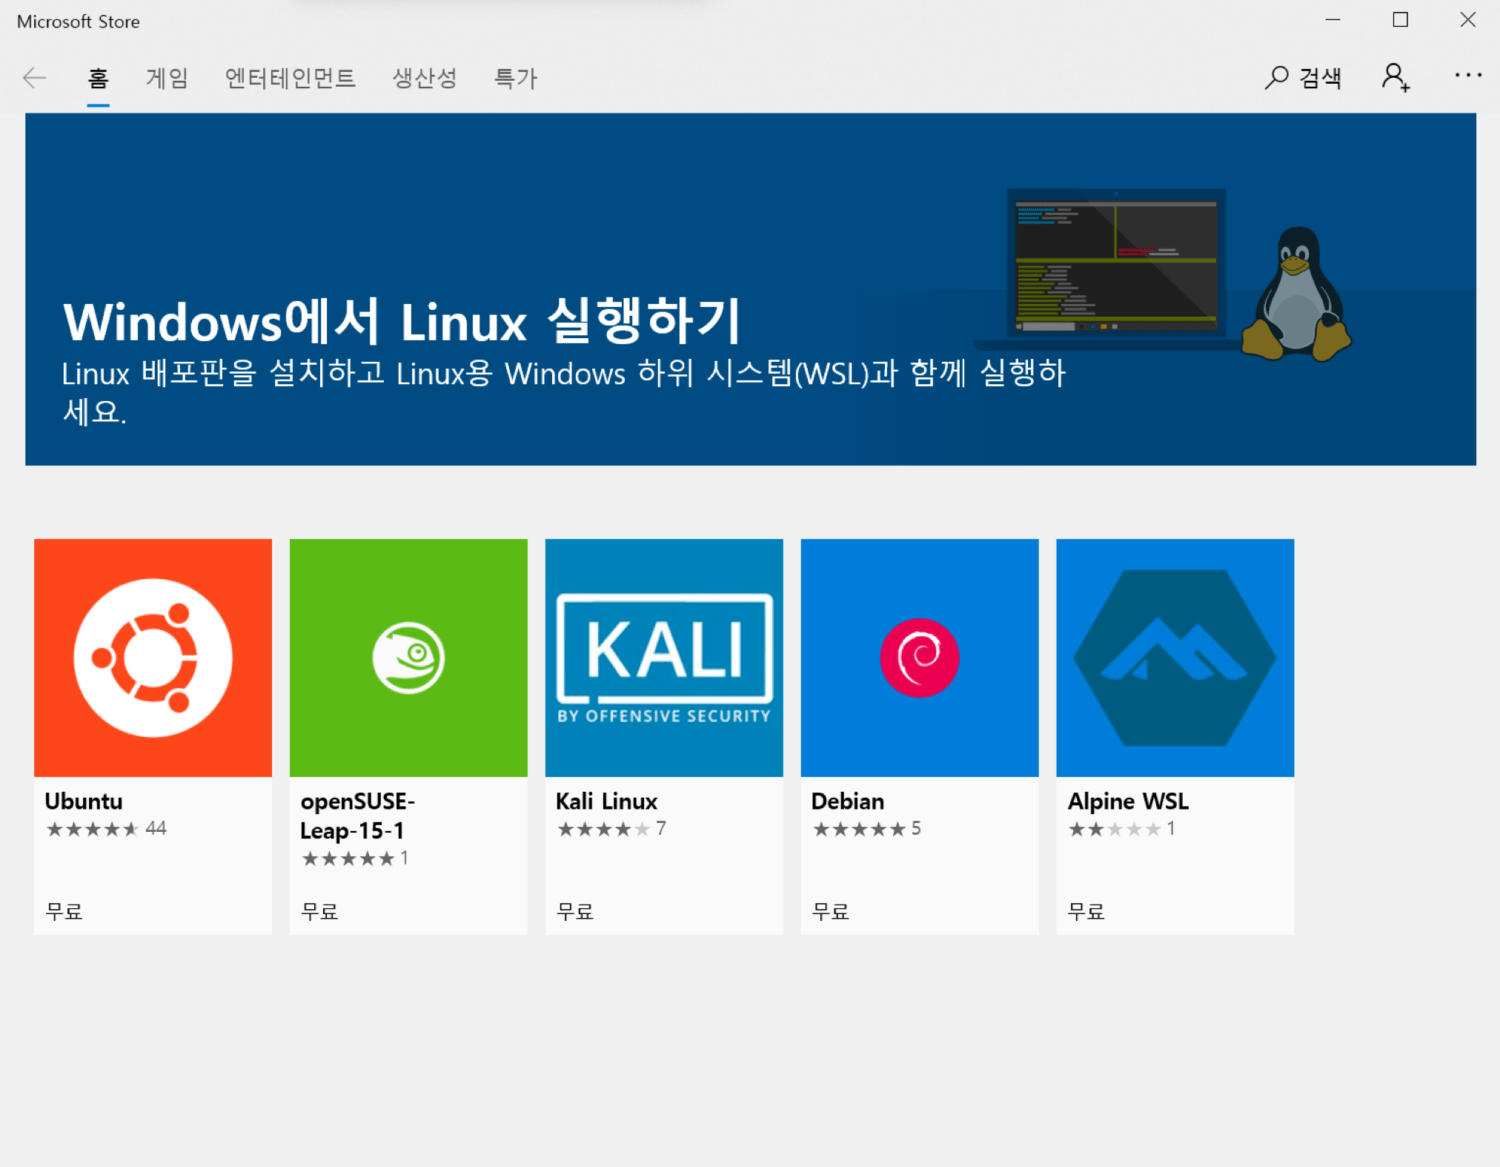 Microsoft Store
홈 게임 엔터테인먼트 생산성 특가 검색
Windows에서 Linux 실행하기
Linux 배포판을 설치하고 Linux용 Windows 하위 시스템(WSL)과 함께 실행하
세요.
KALI
BY OFFENSIVE SECURITY
Ubuntu
44
무료
openSUSE-
Leap-15-1
1
무료
Kali Linux
7
무료
Debian
5
무료
Alpine WSL
1
무료